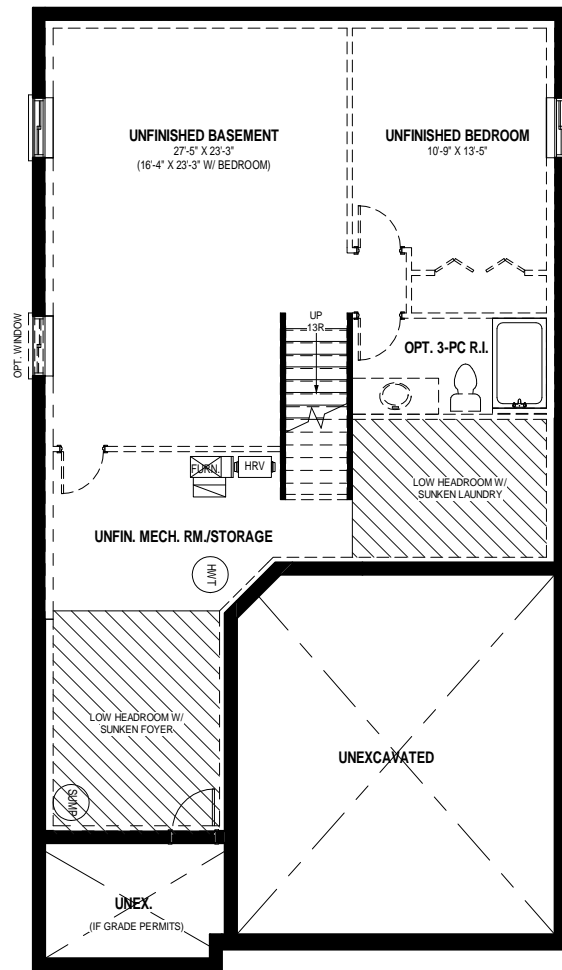 UNFINISHED BASEMENT
27'-5" X 23'-3"
(16'-4" X 23'-3" W/ BEDROOM)
UNFINISHED BEDROOM
10'-9" X 13'-5"
OPT. WINDOW
UP
13R
OPT. 3-PC R.I.
FURN.
HRV
LOW HEADROOM W/
SUNKEN LAUNDRY
UNFIN. MECH. RM./STORAGE
HWT
LOW HEADROOM W/
SUNKEN FOYER
UNEXCAVATED
SUMP
UNEX.
(IF GRADE PERMITS)